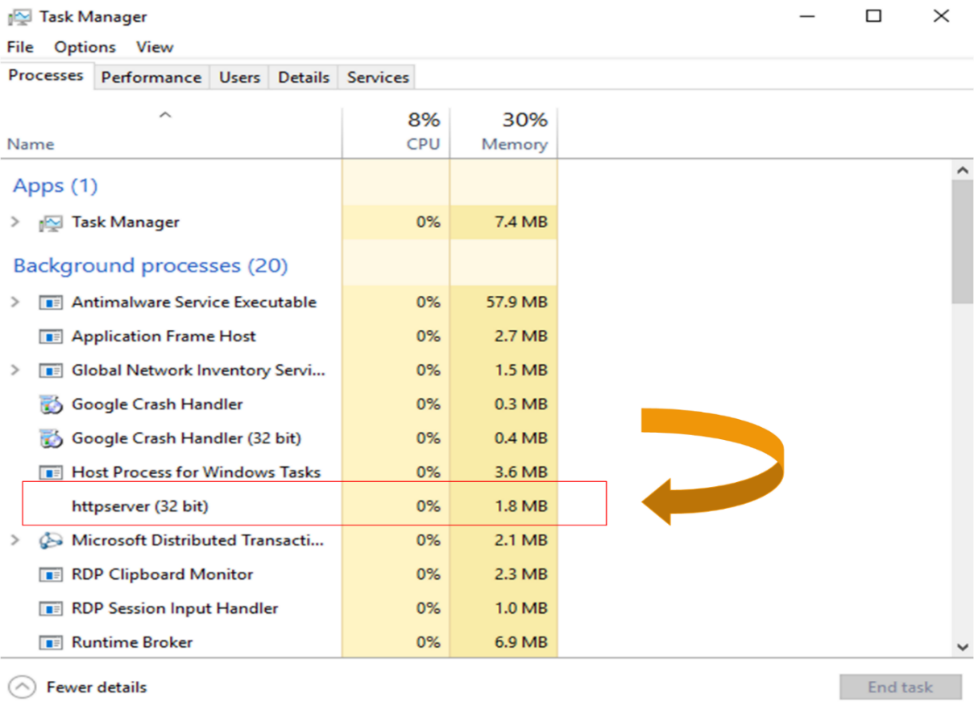 Task Manager
File Options View
Processes Performance Users Details Services
8% 30%
Name CPU Memory
Apps (1)
Task Manager 0% 7.4 MB
Background processes (20)
Antimalware Service Executable 0% 57.9 MB
Application Frame Host 0% 2.7 MB
Global Network Inventory Servi... 0% 1.5 MB
Google Crash Handler 0% 0.3 MB
Google Crash Handler (32 bit) 0% 0.4 MB
Host Process for Windows Tasks 0% 3.6 MB
httpserver (32 bit) 0% 1.8 MB
Microsoft Distributed Transacti... 0% 2.1 MB
RDP Clipboard Monitor 0% 2.3 MB
RDP Session Input Handler 0% 1.0 MB
Runtime Broker 0% 6.9 MB
Fewer details End task